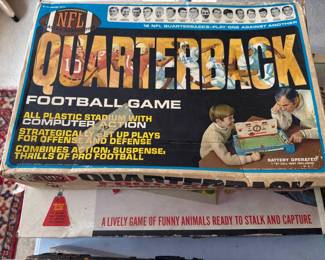 NFL
14 NFL QUARTERBACKS - PLAY ONE AGAINST ANOTHER
QUARTERBACK
FOOTBALL GAME
ALL PLASTIC STADIUM WITH
COMPUTER ACTION
STRATEGICALLY SET UP PLAYS
FOR OFFENSE AND DEFENSE
COMBINES ACTION, SUSPENSE,
THRILLS OF PRO FOOTBALL
BATTERY OPERATED
QUARTERBACK
A LIVELY GAME OF FUNNY ANIMALS READY TO STALK AND CAPTURE